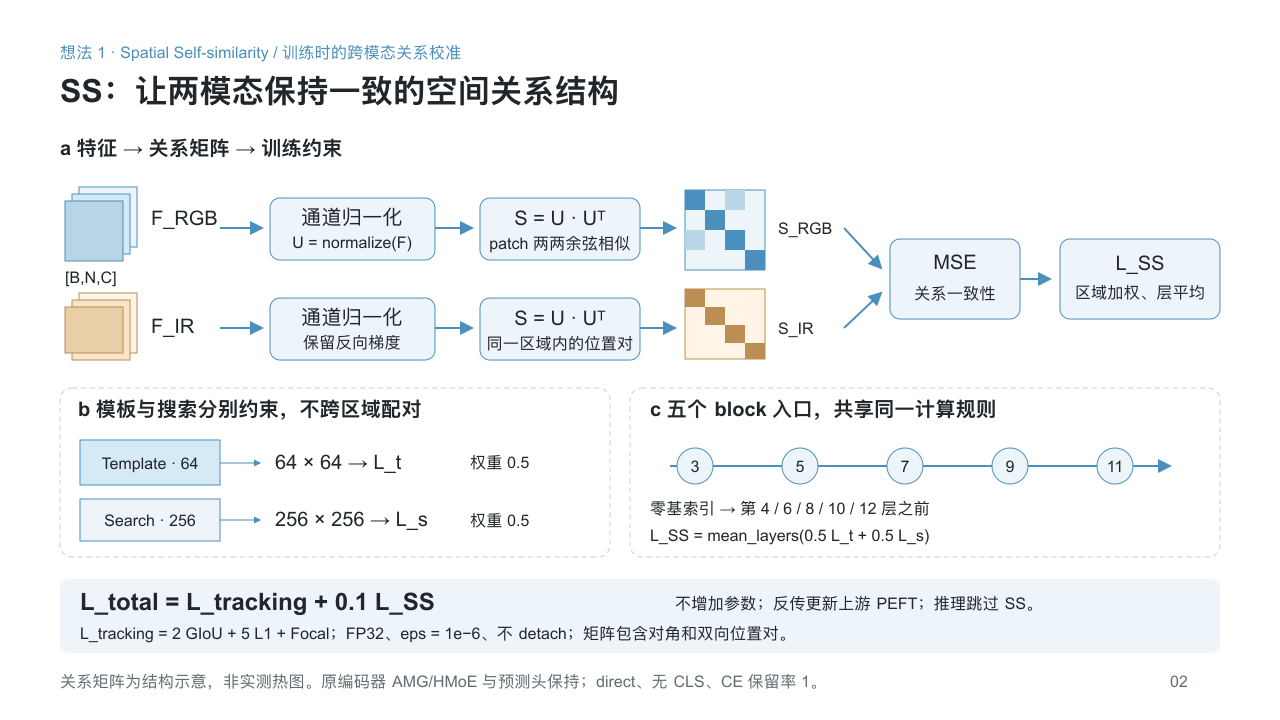 想法 1 · Spatial Self-similarity / 训练时的跨模态关系校准
SS：让两模态保持一致的空间关系结构
a 特征 → 关系矩阵 → 训练约束
F_RGB
通道归一化
U = normalize(F)
S = U · Uᵀ
patch 两两余弦相似
S_RGB
[B,N,C]
F_IR
通道归一化
保留反向梯度
S = U · Uᵀ
同一区域内的位置对
S_IR
MSE
关系一致性
L_SS
区域加权、层平均
b 模板与搜索分别约束，不跨区域配对
Template · 64
64 × 64 → L_t
权重 0.5
Search · 256
256 × 256 → L_s
权重 0.5
c 五个 block 入口，共享同一计算规则
3
5
7
9
11
零基索引 → 第 4 / 6 / 8 / 10 / 12 层之前
L_SS = mean_layers(0.5 L_t + 0.5 L_s)
L_total = L_tracking + 0.1 L_SS
不增加参数；反传更新上游 PEFT；推理跳过 SS。
L_tracking = 2 GIoU + 5 L1 + Focal；FP32、eps = 1e−6、不 detach；矩阵包含对角和双向位置对。
关系矩阵为结构示意，非实测热图。原编码器 AMG/HMoE 与预测头保持；direct、无 CLS、CE 保留率 1。
02